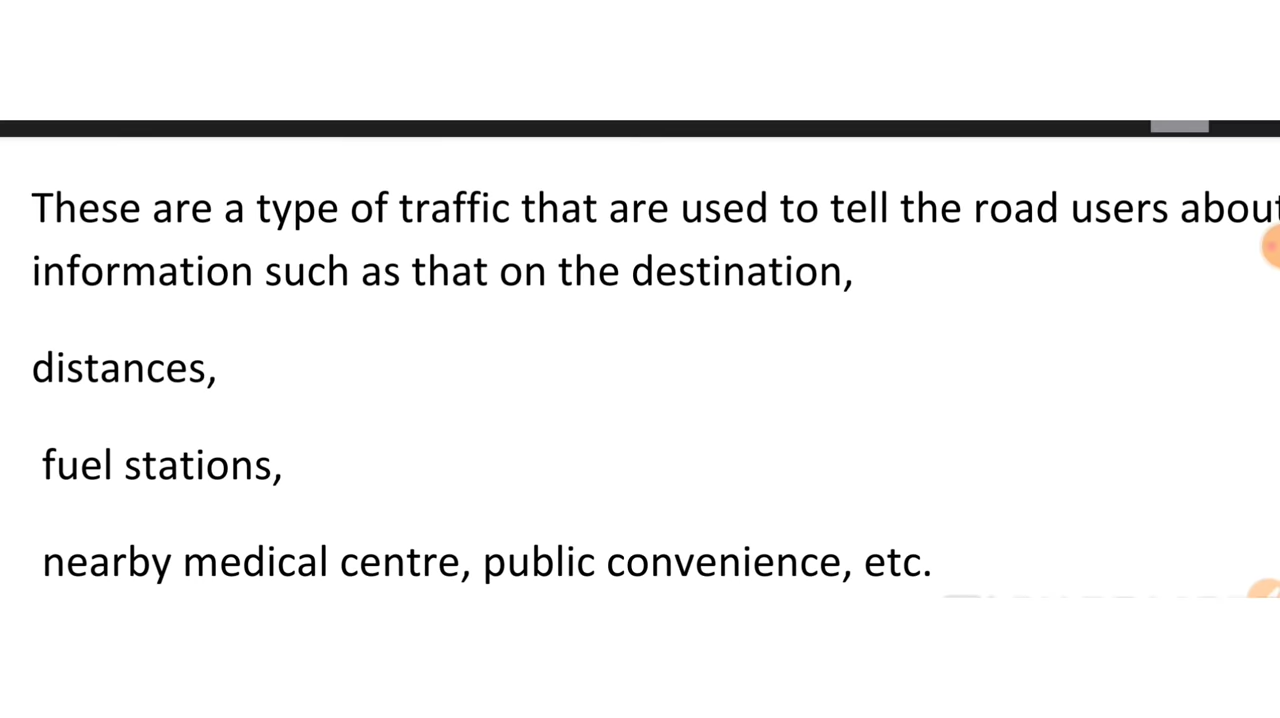 These are a type of traffic that are used to tell the road users about
information such as that on the destination,
distances,
fuel stations,
nearby medical centre, public convenience, etc.